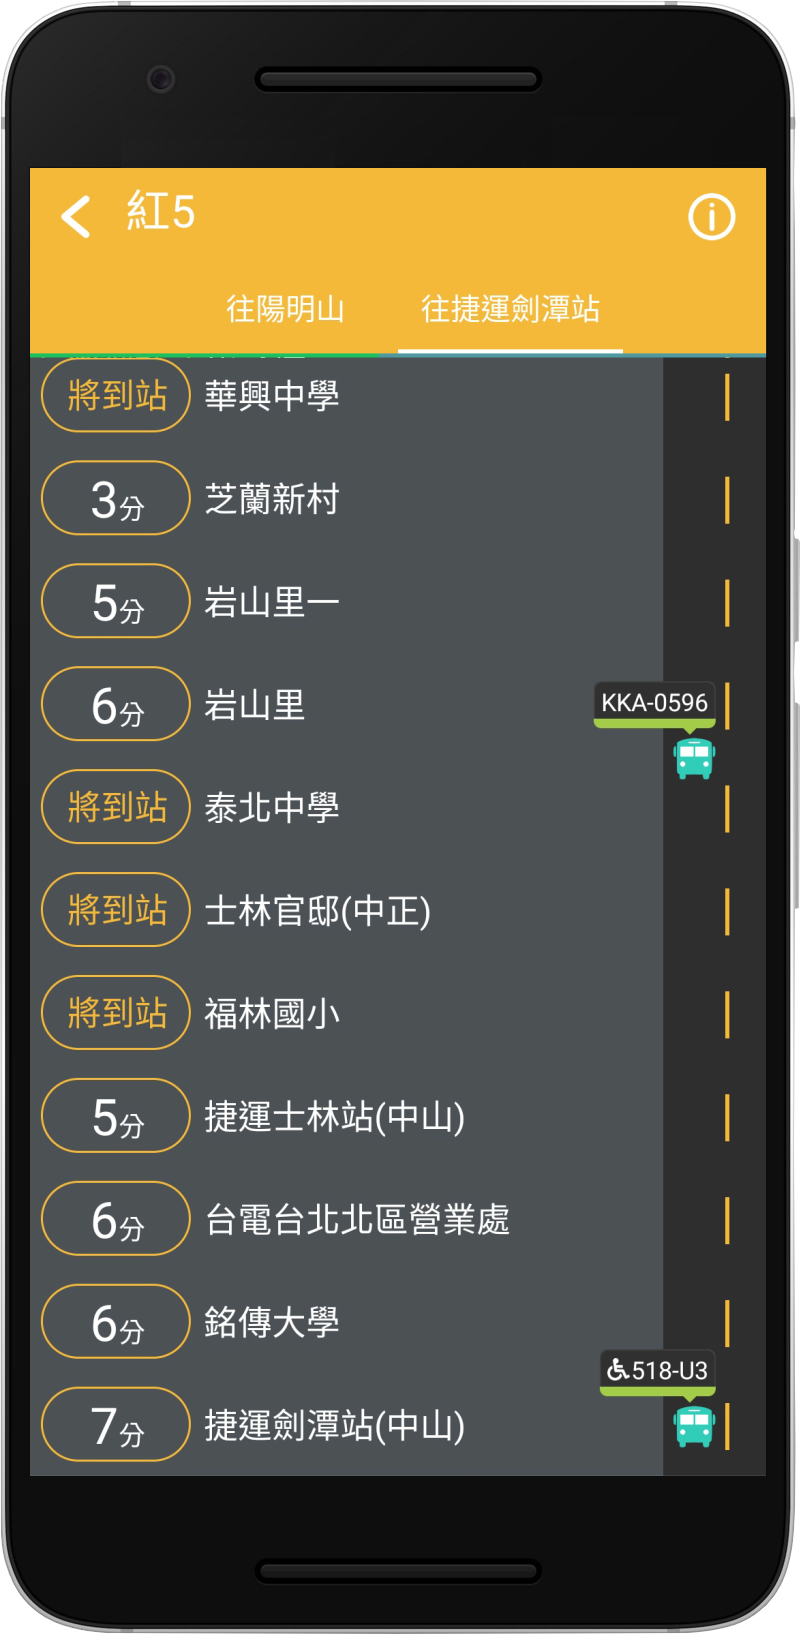 紅5
往陽明山 往捷運劍潭站
將到站 華興中學
3分 芝蘭新村
5分 岩山里一
6分 岩山里 KKA-0596
將到站 泰北中學
將到站 士林官邸(中正)
將到站 福林國小
5分 捷運士林站(中山)
6分 台電台北北區營業處
6分 銘傳大學
518-U3
7分 捷運劍潭站(中山)